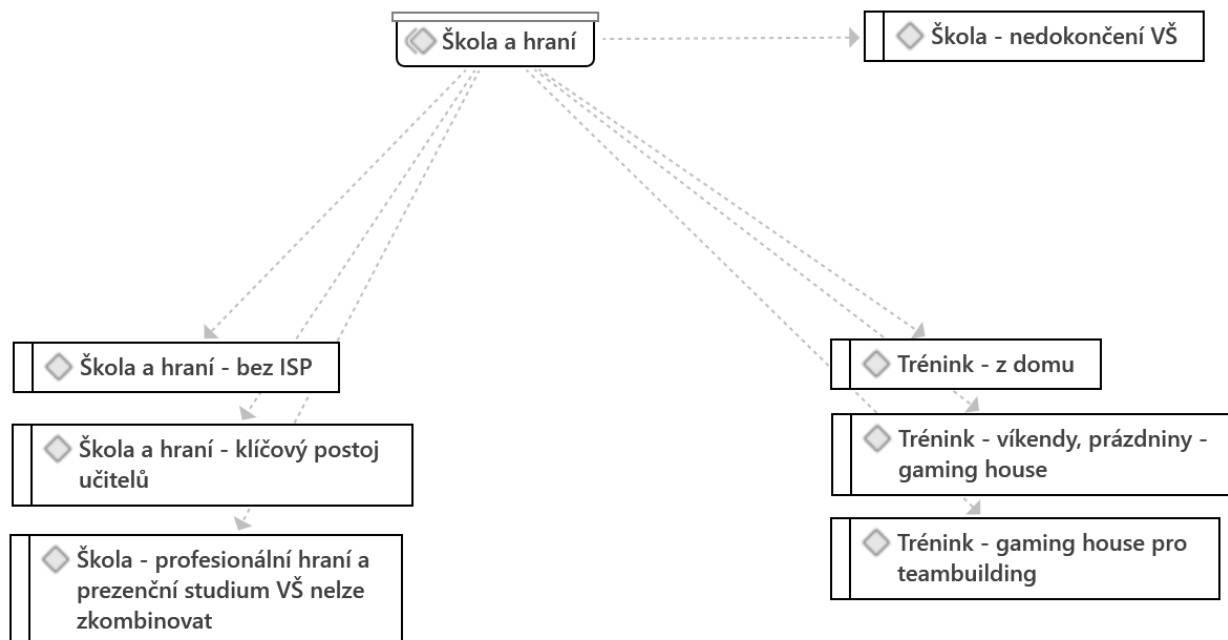 Škola a hraní
Škola - nedokončení VŠ
Škola a hraní - bez ISP
Škola a hraní - klíčový postoj
učitelů
Škola - profesionální hraní a
prezenční studium VŠ nelze
zkombinovat
Trénink - z domu
Trénink - víkendy, prázdniny -
gaming house
Trénink - gaming house pro
teambuilding